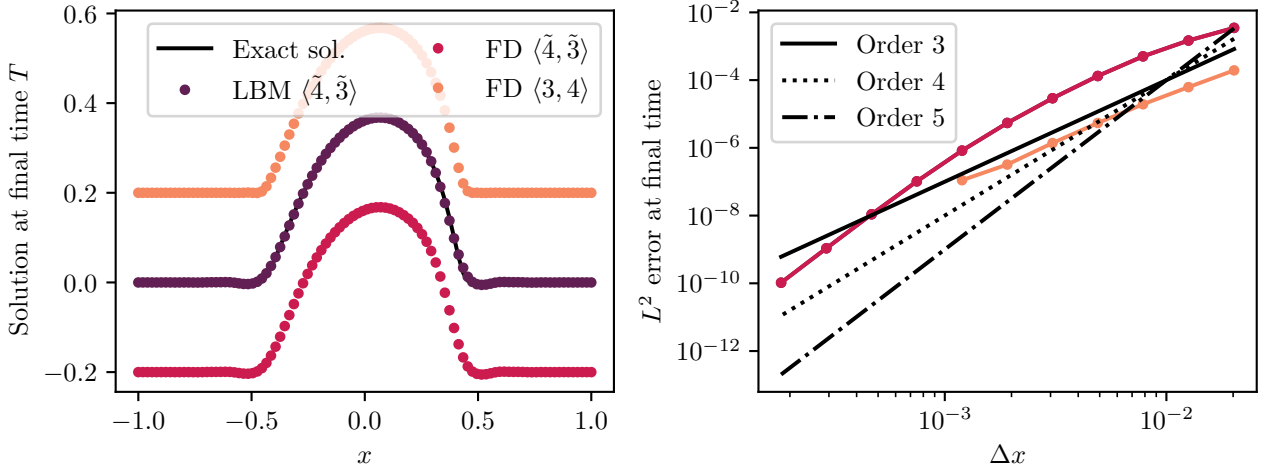 Solution at final time T
0.6
0.4
0.2
0.0
−0.2
−1.0
−0.5
0.0
0.5
1.0
x
Exact sol.
LBM ⟨4̃, 3̃⟩
FD ⟨4̃, 3̃⟩
FD ⟨3, 4⟩
L² error at final time
10⁻²
10⁻⁴
10⁻⁶
10⁻⁸
10⁻¹⁰
10⁻¹²
10⁻³
10⁻²
Δx
Order 3
Order 4
Order 5